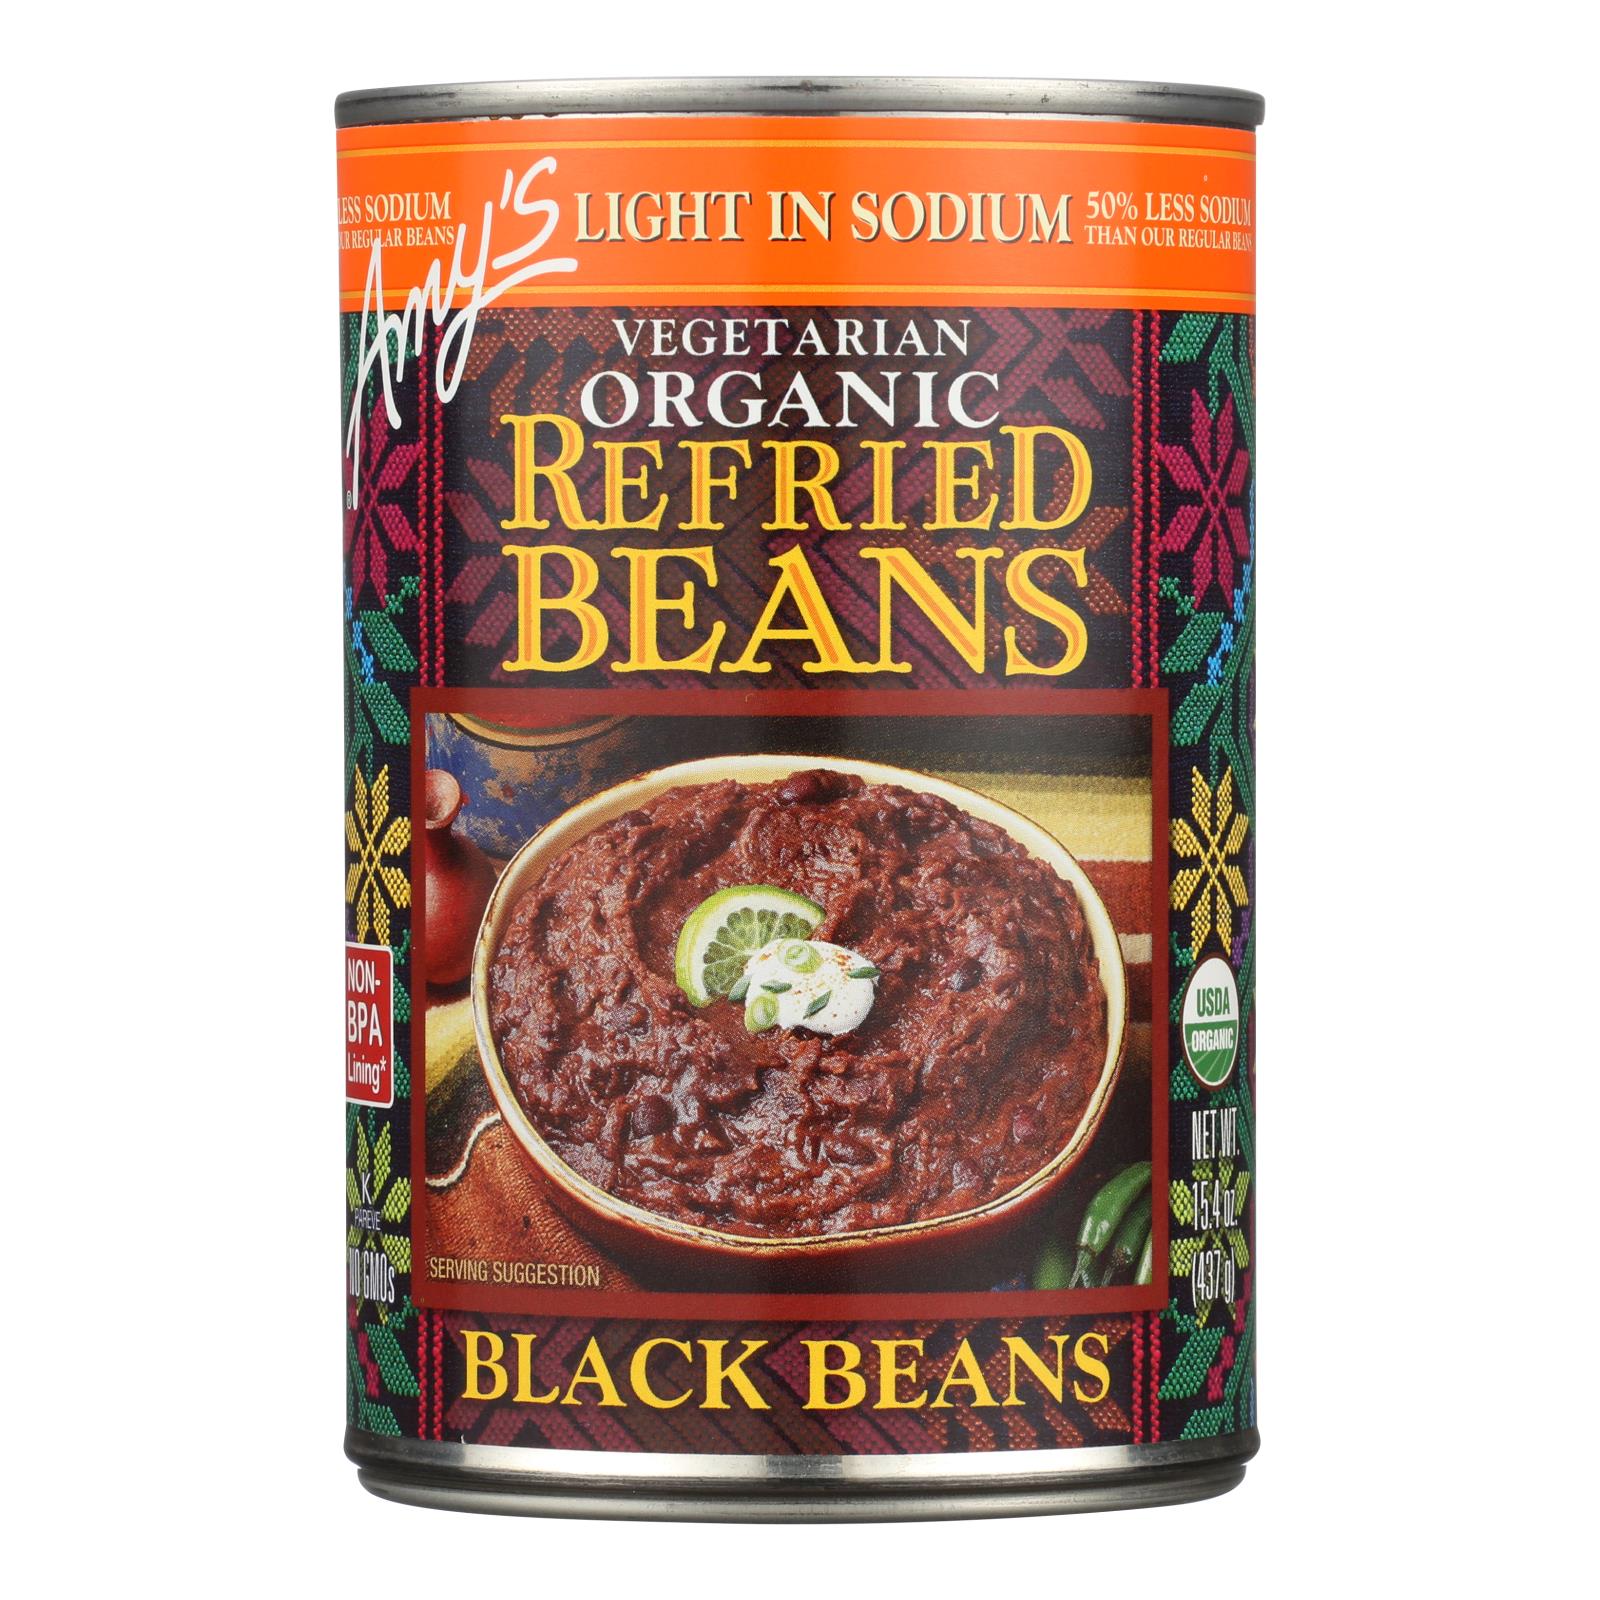 LESS SODIUM
OUR REGULAR BEANS
Amy's
LIGHT IN SODIUM
50% LESS SODIUM
THAN OUR REGULAR BEANS
VEGETARIAN
ORGANIC
REFRIED
BEANS
®
NON-
BPA
Lining*
K
PAREVE
NO GMOs
USDA
ORGANIC
NET WT.
15.4 oz.
(437 g)
SERVING SUGGESTION
BLACK BEANS